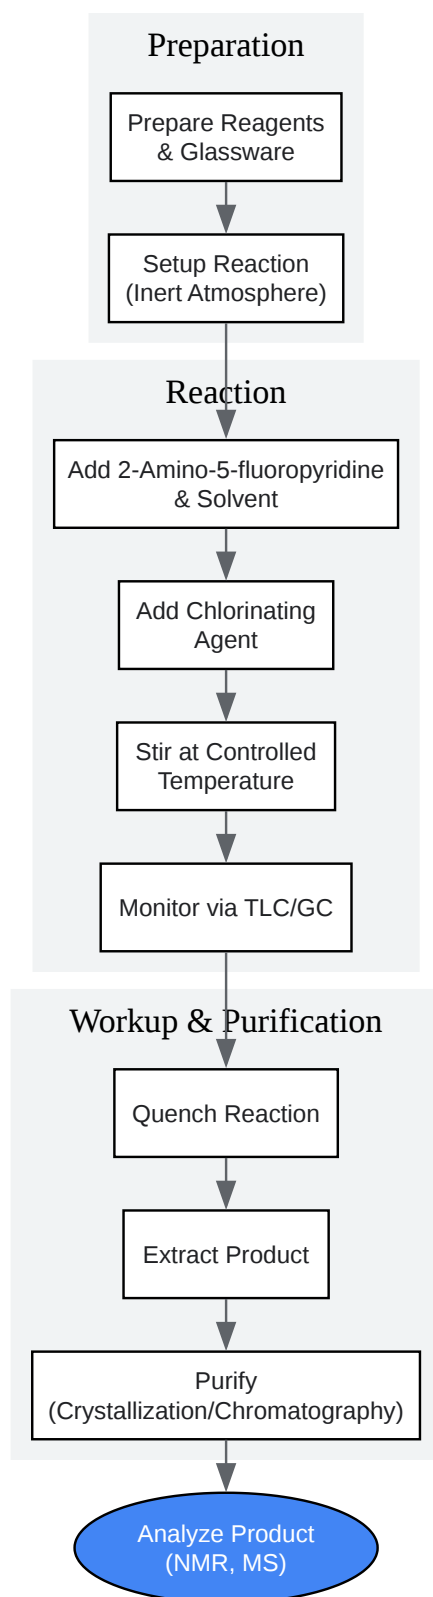 Preparation
Prepare Reagents
& Glassware
Setup Reaction
(Inert Atmosphere)
Reaction
Add 2-Amino-5-fluoropyridine
& Solvent
Add Chlorinating
Agent
Stir at Controlled
Temperature
Monitor via TLC/GC
Workup & Purification
Quench Reaction
Extract Product
Purify
(Crystallization/Chromatography)
Analyze Product
(NMR, MS)